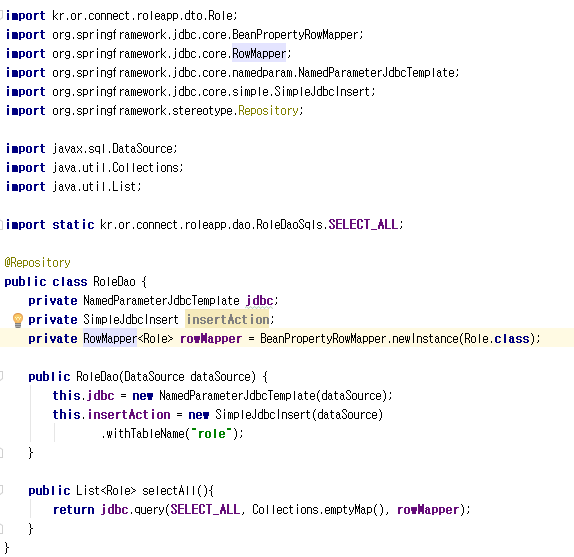 import kr.or.connect.roleapp.dto.Role;
import org.springframework.jdbc.core.BeanPropertyRowMapper;
import org.springframework.jdbc.core.RowMapper;
import org.springframework.jdbc.core.namedparam.NamedParameterJdbcTemplate;
import org.springframework.jdbc.core.simple.SimpleJdbcInsert;
import org.springframework.stereotype.Repository;
import javax.sql.DataSource;
import java.util.Collections;
import java.util.List;
import static kr.or.connect.roleapp.dao.RoleDaoSqls.SELECT_ALL;
@Repository
public class RoleDao {
private NamedParameterJdbcTemplate jdbc;
private SimpleJdbcInsert insertAction;
private RowMapper<Role> rowMapper = BeanPropertyRowMapper.newInstance(Role.class);
public RoleDao(DataSource dataSource) {
this.jdbc = new NamedParameterJdbcTemplate(dataSource);
this.insertAction = new SimpleJdbcInsert(dataSource)
.withTableName("role");
}
public List<Role> selectAll(){
return jdbc.query(SELECT_ALL, Collections.emptyMap(), rowMapper);
}
}